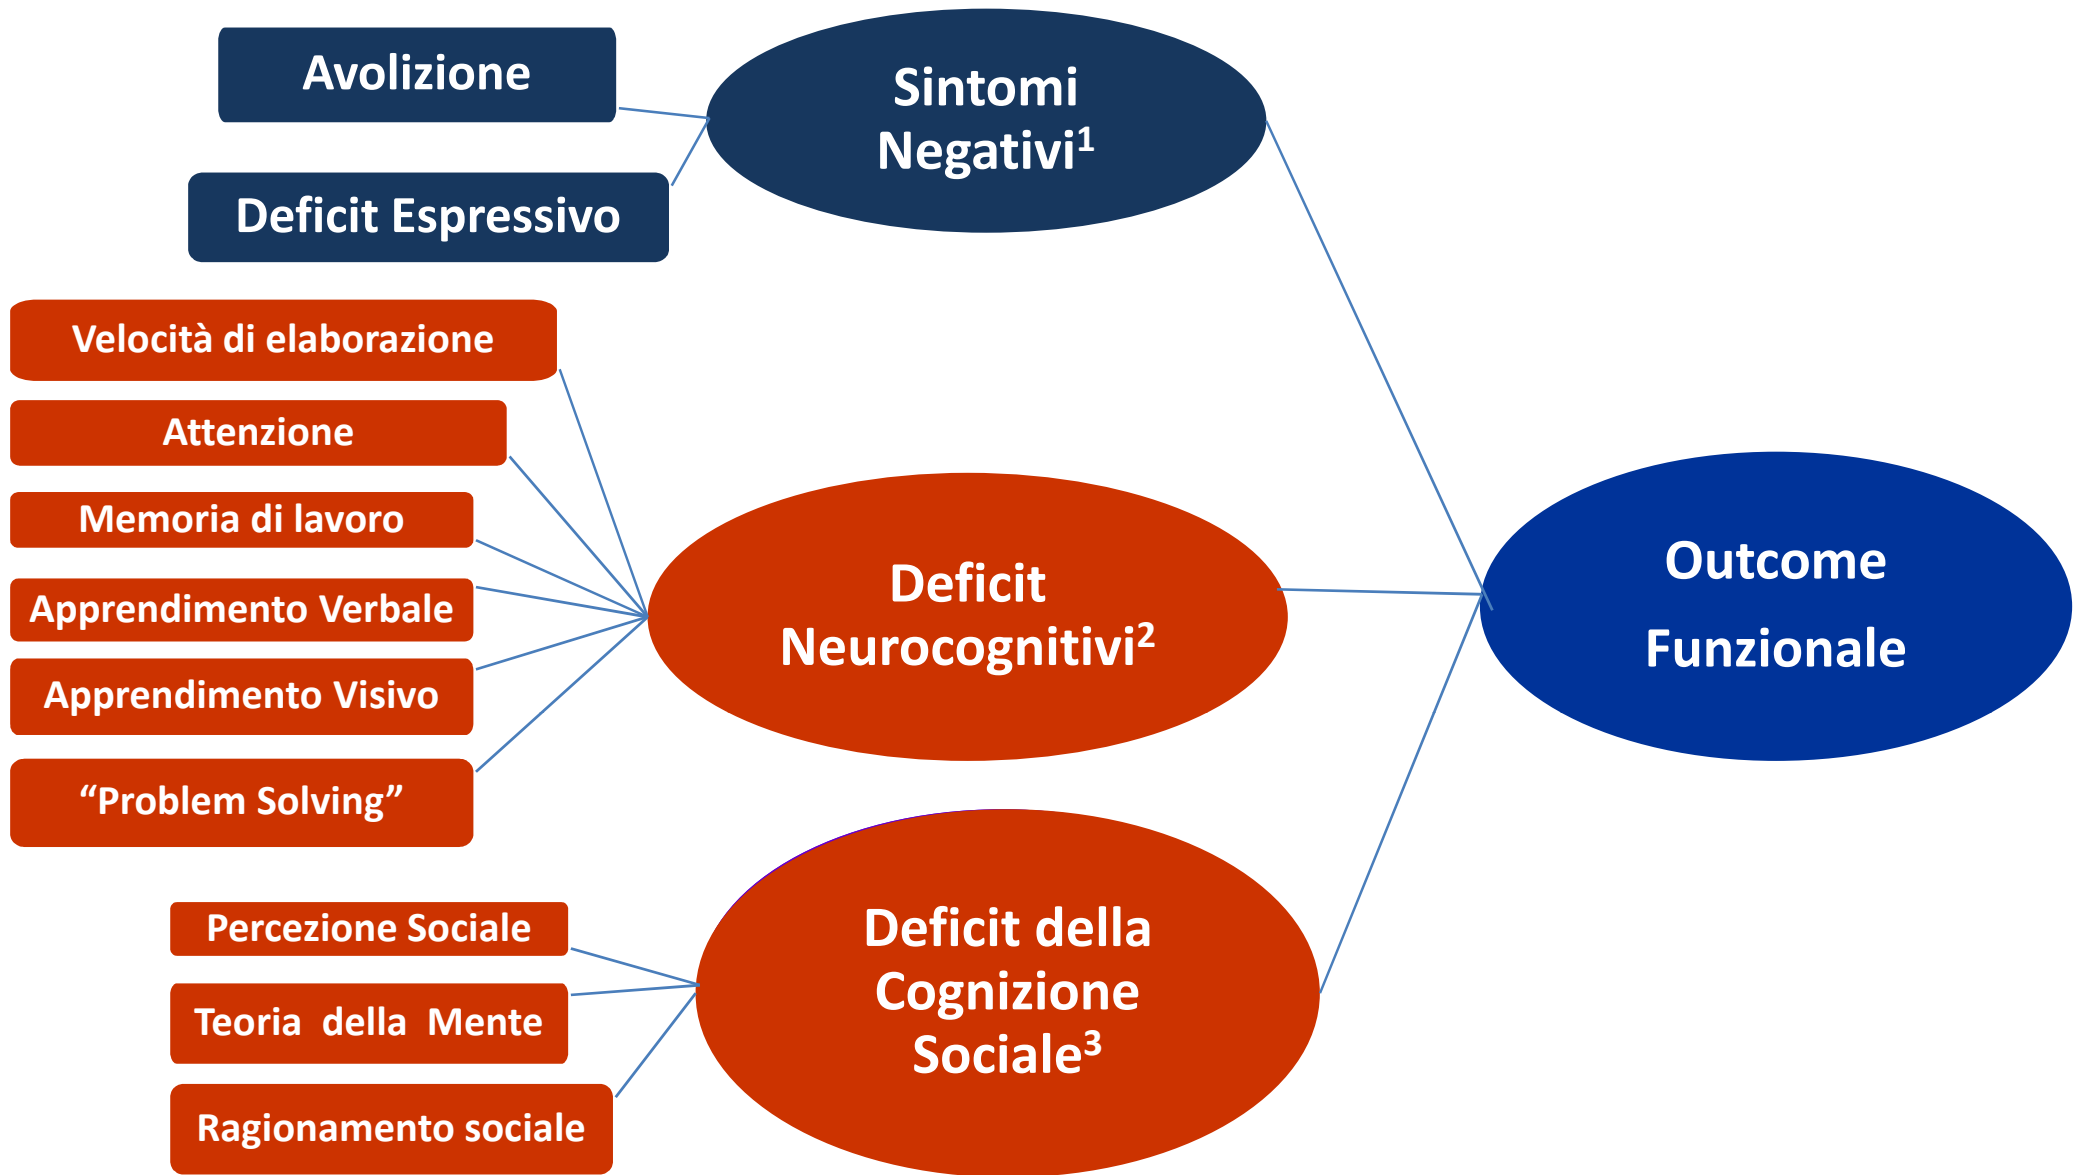 Avolizione
Deficit Espressivo
Sintomi
Negativi¹
Velocità di elaborazione
Attenzione
Memoria di lavoro
Apprendimento Verbale
Apprendimento Visivo
“Problem Solving”
Deficit
Neurocognitivi²
Percezione Sociale
Teoria della Mente
Ragionamento sociale
Deficit della
Cognizione
Sociale³
Outcome
Funzionale